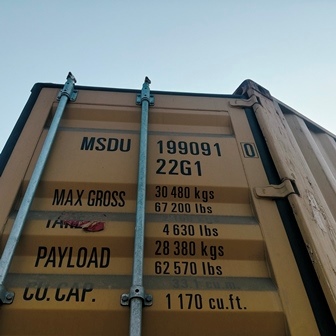 MSDU 199091 0
22G1
MAX GROSS 30 480 kgs
67 200 lbs
TARE
4 630 lbs
PAYLOAD 28 380 kgs
62 570 lbs
CU.CAP.
1 170 cu.ft.